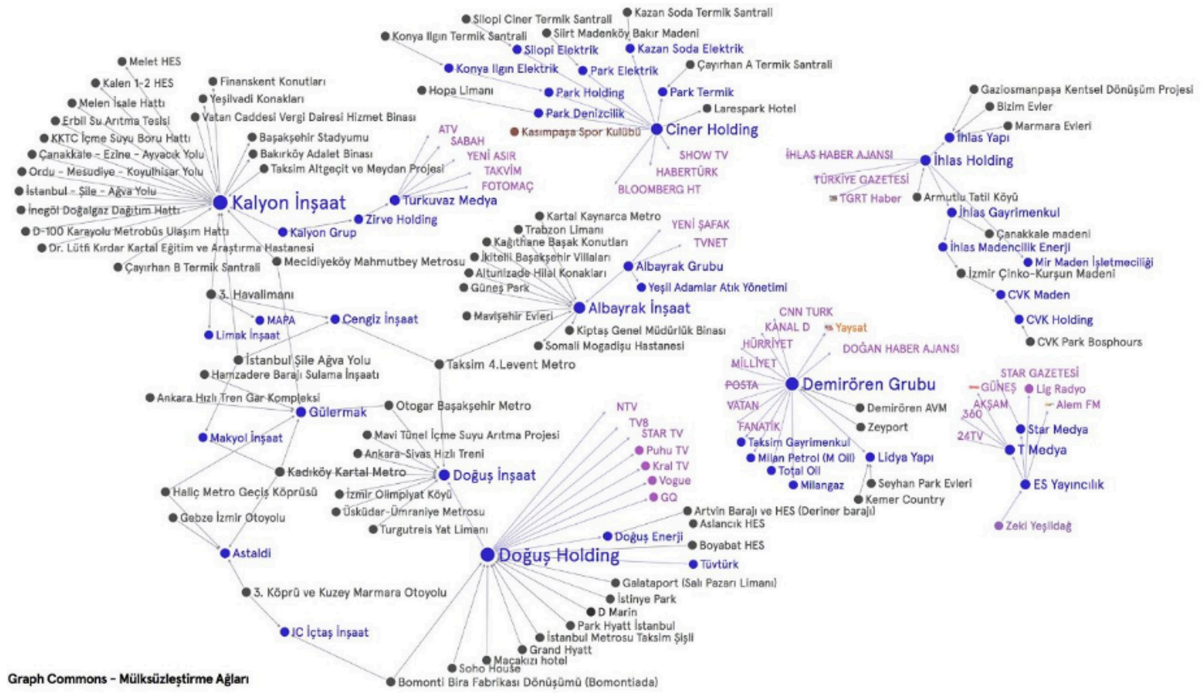 Silopi Ciner Termik Santrali
Kazan Soda Termik Santrali
Konya Ilgın Termik Santrali
Siirt Madenköy Bakır Madeni
Silopi Elektrik
Kazan Soda Elektrik
Konya Ilgın Elektrik
Park Elektrik
Çayırhan A Termik Santrali
Hopa Limanı
Park Holding
Park Termik
Park Denizcilik
Larespark Hotel
Kasımpaşa Spor Kulübü
Ciner Holding
SHOW TV
HABERTÜRK
BLOOMBERG HT
Melet HES
Kalen 1-2 HES
Finanskent Konutları
Melen İsale Hattı
Yeşilvadi Konakları
Erbil Su Arıtma Tesisi
Vatan Caddesi Vergi Dairesi Hizmet Binası
KKTC İçme Suyu Boru Hattı
Başakşehir Stadyumu
Çanakkale - Ezine - Ayvacık Yolu
Bakırköy Adalet Binası
Ordu - Mesudiye - Koyulhisar Yolu
Taksim Altgeçit ve Meydan Projesi
İstanbul - Şile - Ağva Yolu
Kalyon İnşaat
İnegöl Doğalgaz Dağıtım Hattı
D-100 Karayolu Metrobüs Ulaşım Hattı
Kalyon Grup
Dr. Lütfi Kırdar Kartal Eğitim ve Araştırma Hastanesi
Çayırhan B Termik Santrali
Mecidiyeköy Mahmutbey Metrosu
ATV
SABAH
YENİ ASIR
TAKVİM
FOTOMAÇ
Turkuvaz Medya
Zirve Holding
3. Havalimanı
MAPA
Cengiz İnşaat
Limak İnşaat
İstanbul Şile Ağva Yolu
Hamzadere Barajı Sulama İnşaatı
Ankara Hızlı Tren Gar Kompleksi
Gülermak
Makyol İnşaat
Kadıköy Kartal Metro
Haliç Metro Geçiş Köprüsü
Gebze İzmir Otoyolu
Astaldi
3. Köprü ve Kuzey Marmara Otoyolu
İC İçtaş İnşaat
Kartal Kaynarca Metro
Trabzon Limanı
Kağıthane Başak Konutları
İkitelli Başakşehir Villaları
Altunizade Hilal Konakları
Güneş Park
Mavişehir Evleri
YENİ ŞAFAK
TVNET
Albayrak Grubu
Yeşil Adamlar Atık Yönetimi
Albayrak İnşaat
Kiptaş Genel Müdürlük Binası
Somali Mogadişu Hastanesi
Taksim 4.Levent Metro
Otogar Başakşehir Metro
Mavi Tünel İçme Suyu Arıtma Projesi
Ankara-Sivas Hızlı Treni
Doğuş İnşaat
İzmir Olimpiyat Köyü
Üsküdar-Ümraniye Metrosu
Turgutreis Yat Limanı
NTV
TV8
STAR TV
Puhu TV
Kral TV
Vogue
GQ
Artvin Barajı ve HES (Deriner barajı)
Aslancık HES
Doğuş Enerji
Boyabat HES
Doğuş Holding
Tüvtürk
Galataport (Salı Pazarı Limanı)
İstinye Park
D Marin
Park Hyatt İstanbul
İstanbul Metrosu Taksim Şişli
Grand Hyatt
Maçakızı hotel
Soho House
Bomonti Bira Fabrikası Dönüşümü (Bomontiada)
Gaziosmanpaşa Kentsel Dönüşüm Projesi
Bizim Evler
Marmara Evleri
İhlas Yapı
İHLAS HABER AJANSI
İhlas Holding
TÜRKİYE GAZETESİ
TGRT Haber
Armutlu Tatil Köyü
İhlas Gayrimenkul
Çanakkale madeni
İhlas Madencilik Enerji
Mir Maden İşletmeciliği
İzmir Çinko-Kurşun Madeni
CVK Maden
CVK Holding
CVK Park Bosphours
CNN TURK
KANAL D
Yaysat
HÜRRİYET
DOĞAN HABER AJANSI
MİLLİYET
Demirören Grubu
POSTA
VATAN
Demirören AVM
FANATİK
Zeyport
Taksim Gayrimenkul
Milan Petrol (M Oil)
Lidya Yapı
Total Oil
Milangaz
Seyhan Park Evleri
Kemer Country
STAR GAZETESİ
GÜNEŞ
Lig Radyo
AKŞAM
Alem FM
360
Star Medya
24TV
T Medya
ES Yayıncılık
Zeki Yeşildağ
Graph Commons - Mülksüzleştirme Ağları